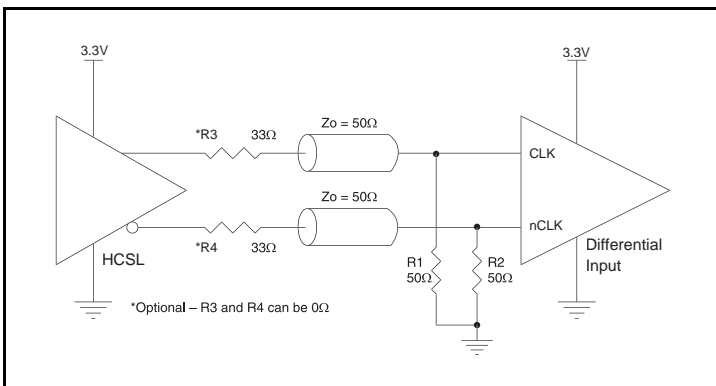 3.3V
3.3V
*R3
33Ω
Zo = 50Ω
CLK
Zo = 50Ω
nCLK
*R4
33Ω
HCSL
Differential
Input
R1
50Ω
R2
50Ω
*Optional – R3 and R4 can be 0Ω